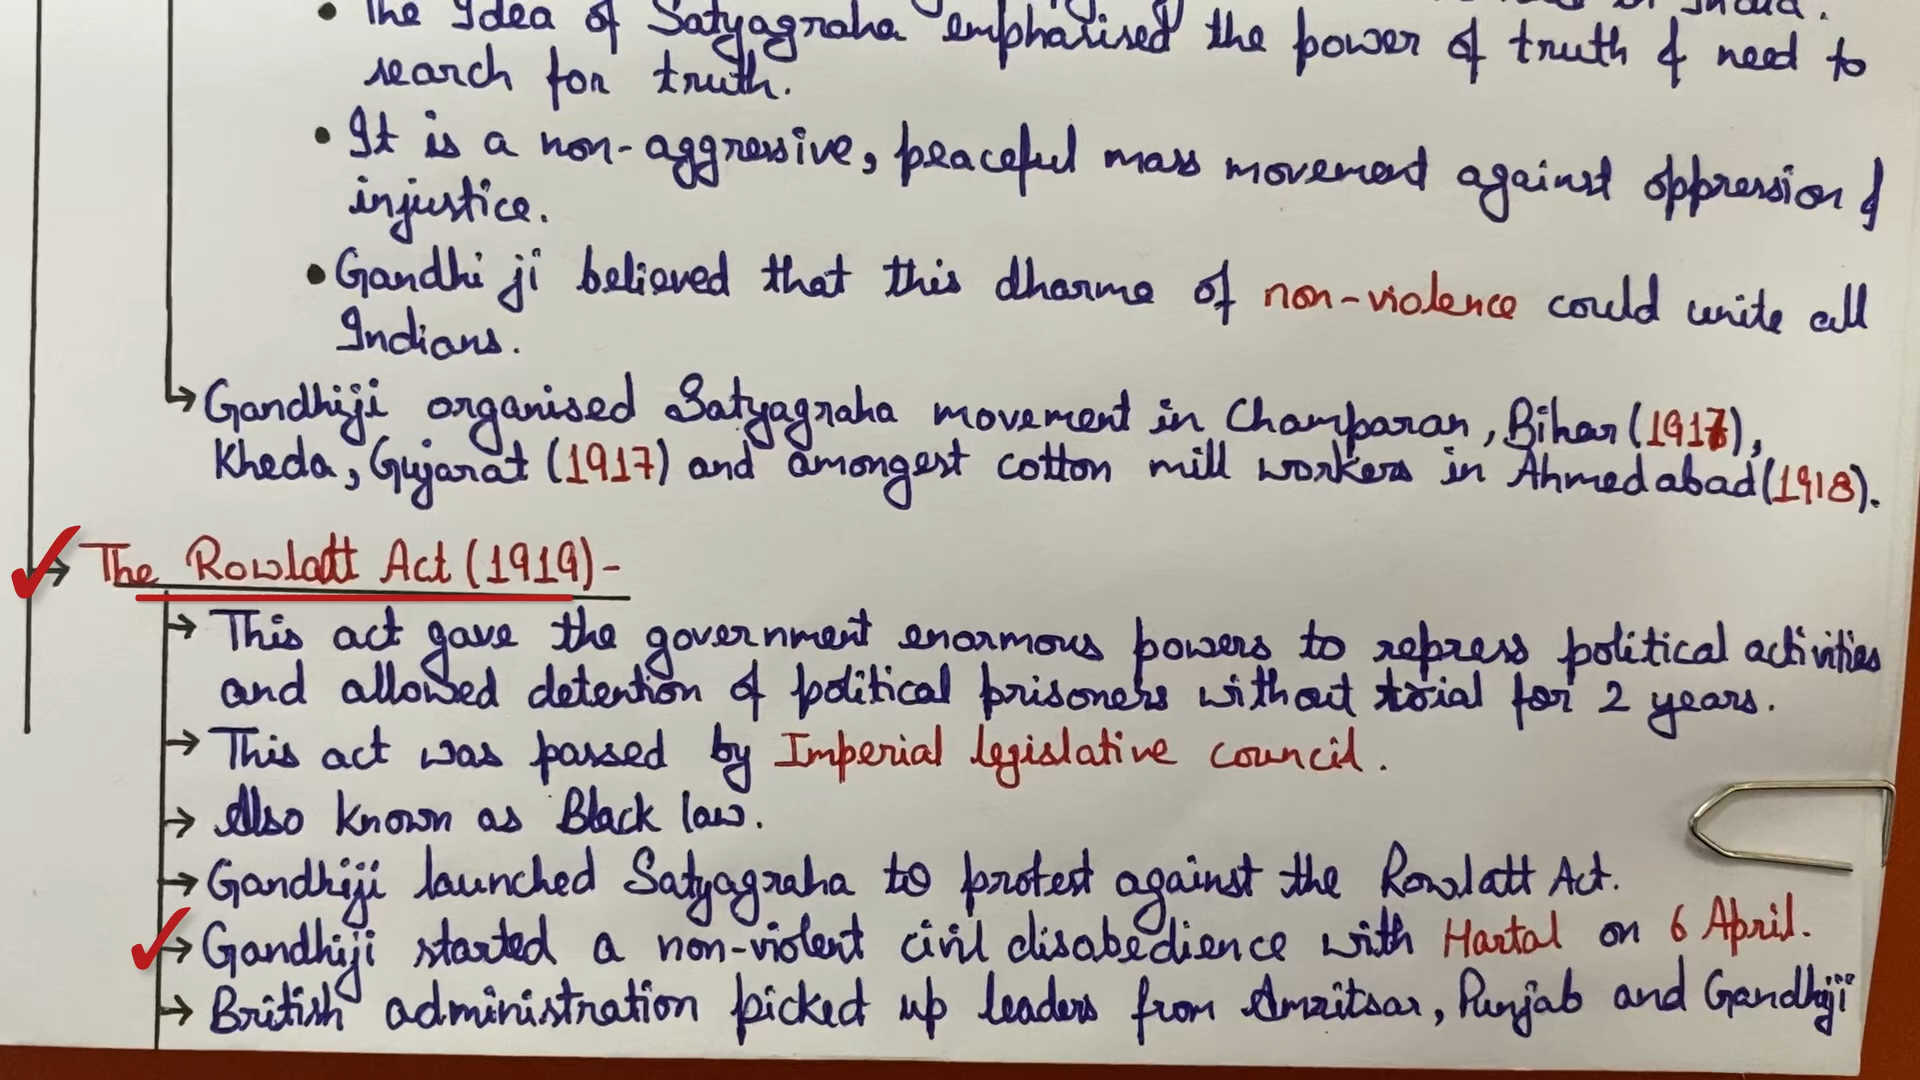 India.
• The Idea of Satyagraha emphasised the power of truth & need to
search for truth.
• It is a non-aggressive, peaceful mass movement against oppression &
injustice.
• Gandhi ji believed that this dharma of non-violence could unite all
Indians.
→ Gandhiji organised Satyagraha movement in Champaran, Bihar (1917),
Kheda, Gujarat (1917) and amongest cotton mill workers in Ahmedabad (1918).
→ The Rowlatt Act (1919)-
→ This act gave the government enormous powers to repress political activities
and allowed detention of political prisoners without trial for 2 years.
→ This act was passed by Imperial legislative council.
→ Also known as Black law.
→ Gandhiji launched Satyagraha to protest against the Rowlatt Act.
→ Gandhiji started a non-violent civil disobedience with Hartal on 6 April.
→ British administration picked up leaders from Amritsar, Punjab and Gandhiji